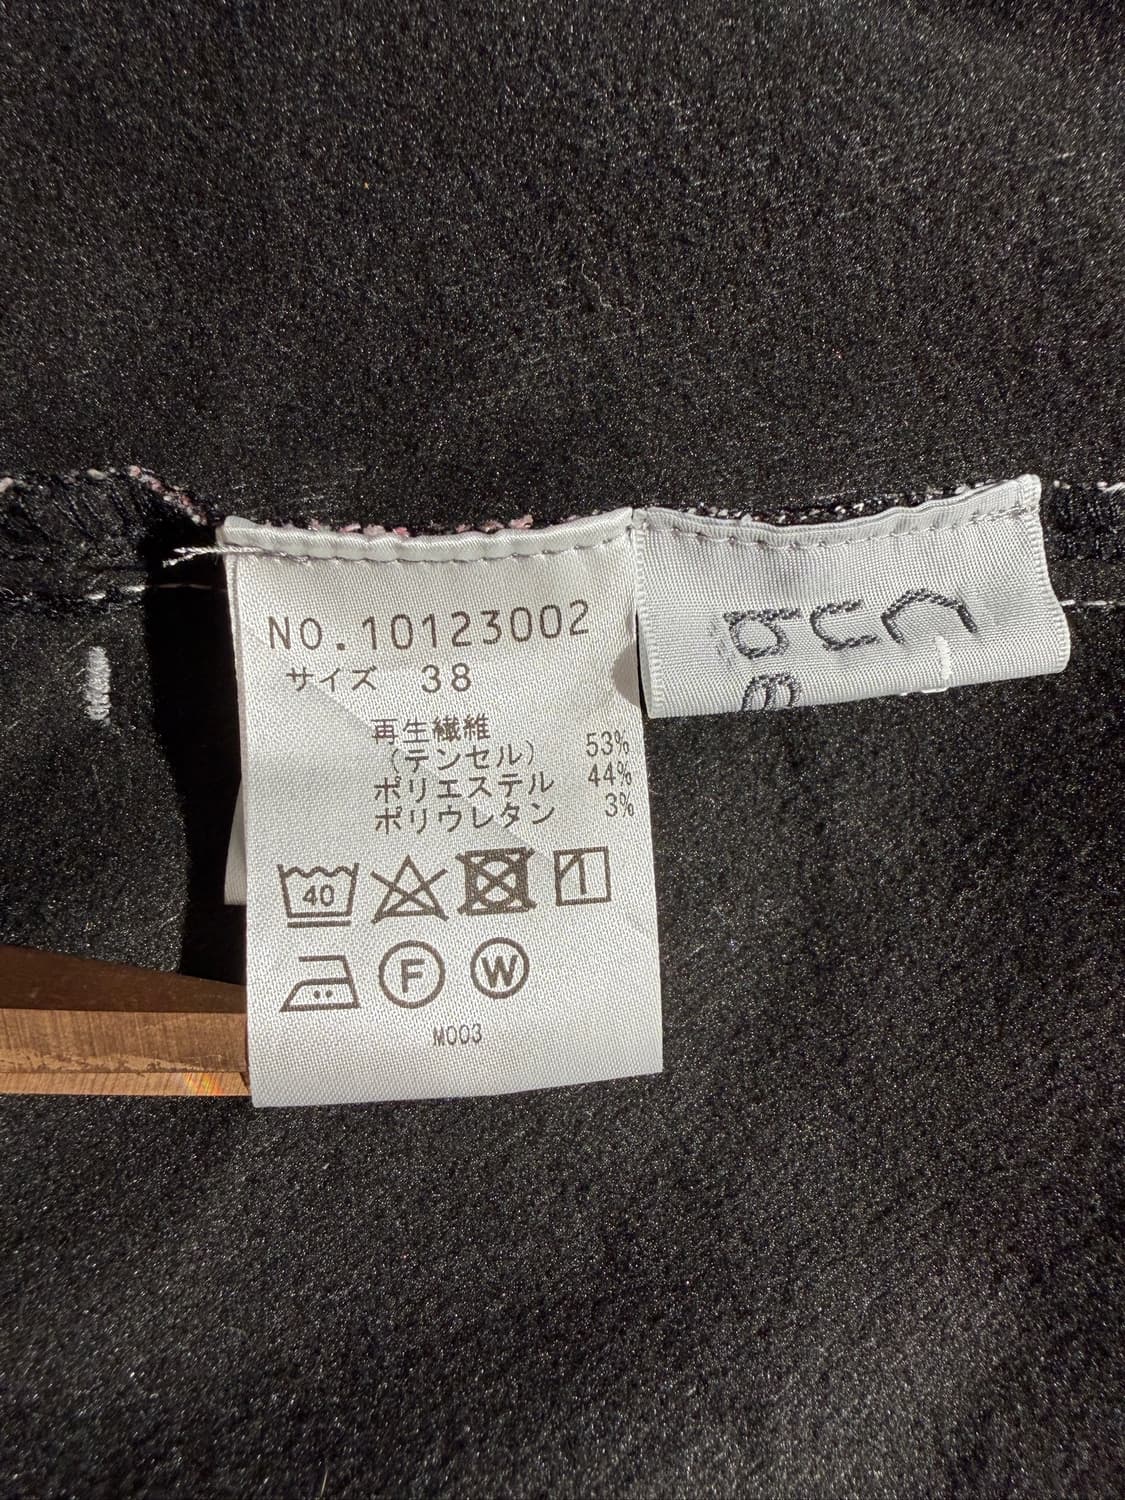 NO.10123002
サイズ 38
再生繊維
(テンセル) 53%
ポリエステル 44%
ポリウレタン 3%
40
F W
M003